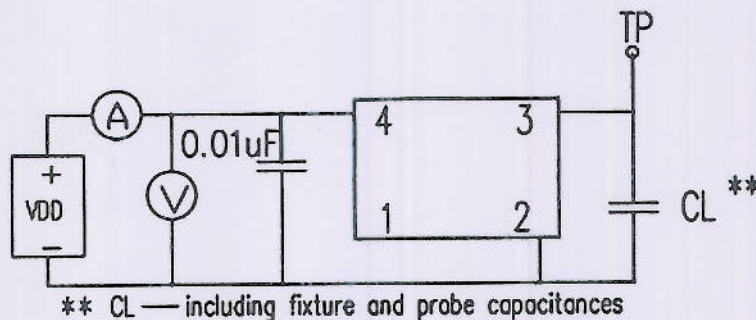 TP
A
4 3
0.01uF
+
VDD
V
CL **
1 2
-
** CL — including fixture and probe capacitances